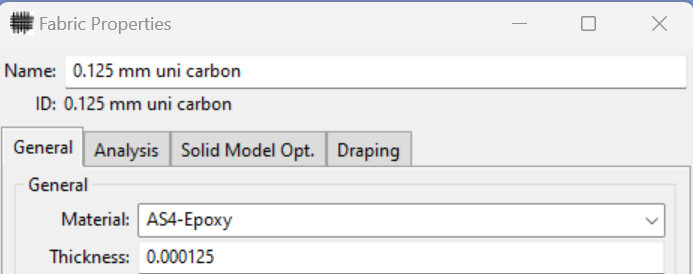 Fabric Properties
Name: 0.125 mm uni carbon
ID: 0.125 mm uni carbon
General Analysis Solid Model Opt. Draping
General
Material: AS4-Epoxy
Thickness: 0.000125